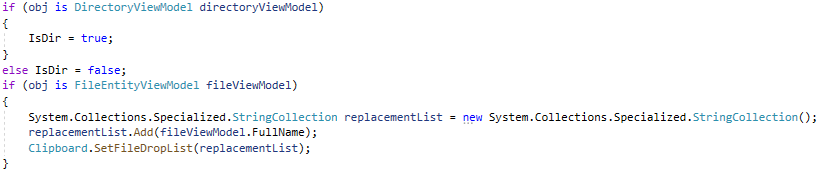 if (obj is DirectoryViewModel directoryViewModel)
{
IsDir = true;
}
else IsDir = false;
if (obj is FileEntityViewModel fileViewModel)
{
System.Collections.Specialized.StringCollection replacementList = new System.Collections.Specialized.StringCollection();
replacementList.Add(fileViewModel.FullName);
Clipboard.SetFileDropList(replacementList);
}